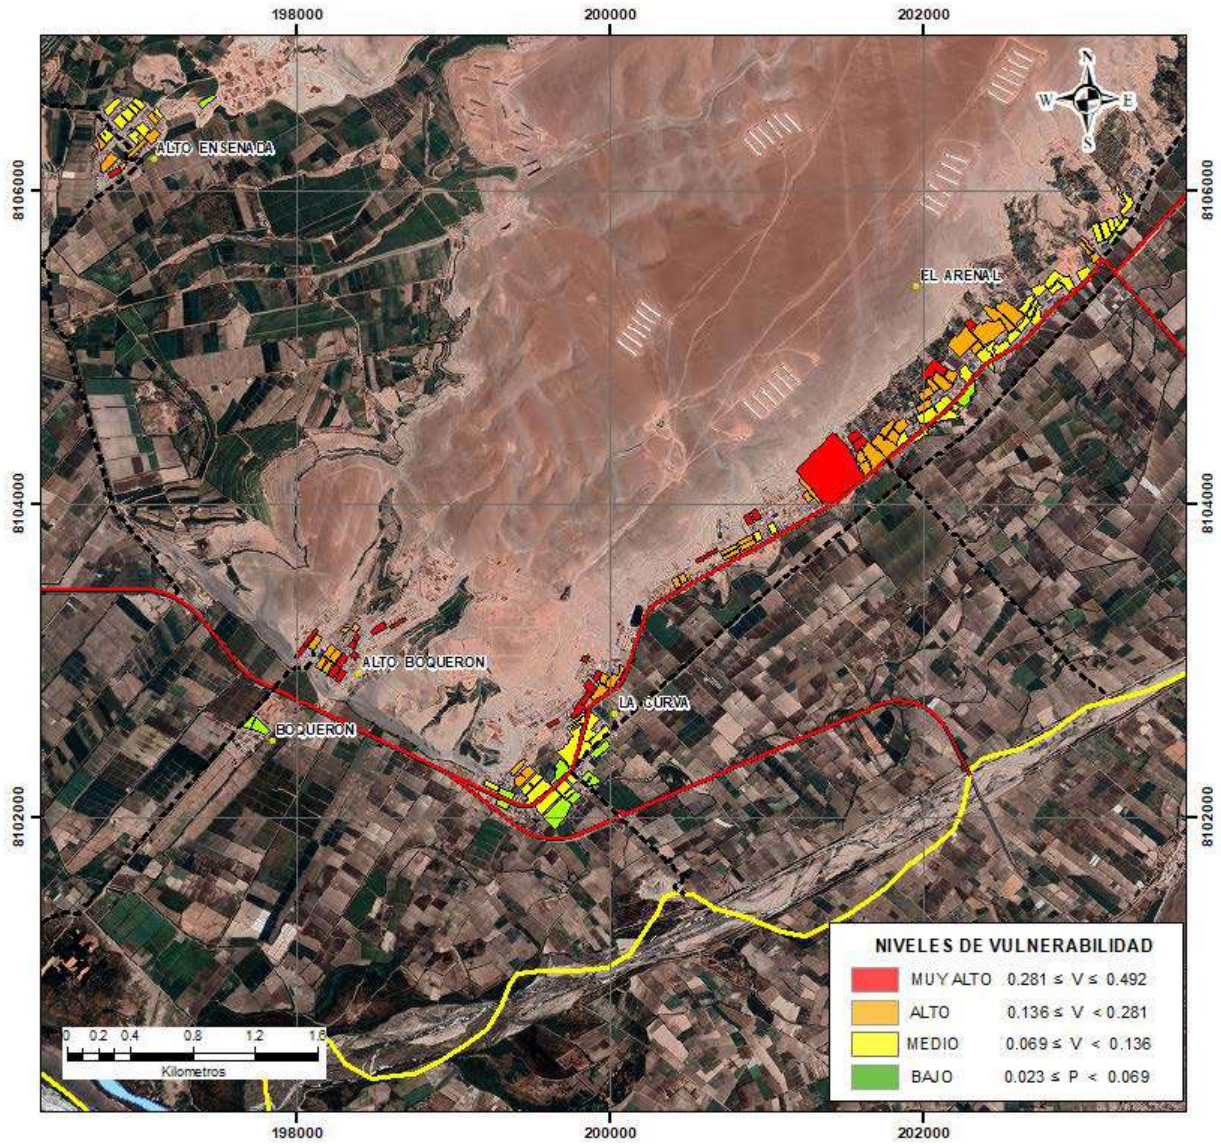 198000
200000
202000
N
W E
S
ALTO ENSENADA
8106000
8106000
EL ARENAL
8104000
8104000
ALTO BOQUERON
LA CURVA
BOQUERON
8102000
8102000
NIVELES DE VULNERABILIDAD
MUY ALTO 0.281 ≤ V ≤ 0.492
ALTO 0.136 ≤ V < 0.281
MEDIO 0.069 ≤ V < 0.136
BAJO 0.023 ≤ P < 0.069
0 0.2 0.4 0.8 1.2 1.6
Kilometros
198000
200000
202000